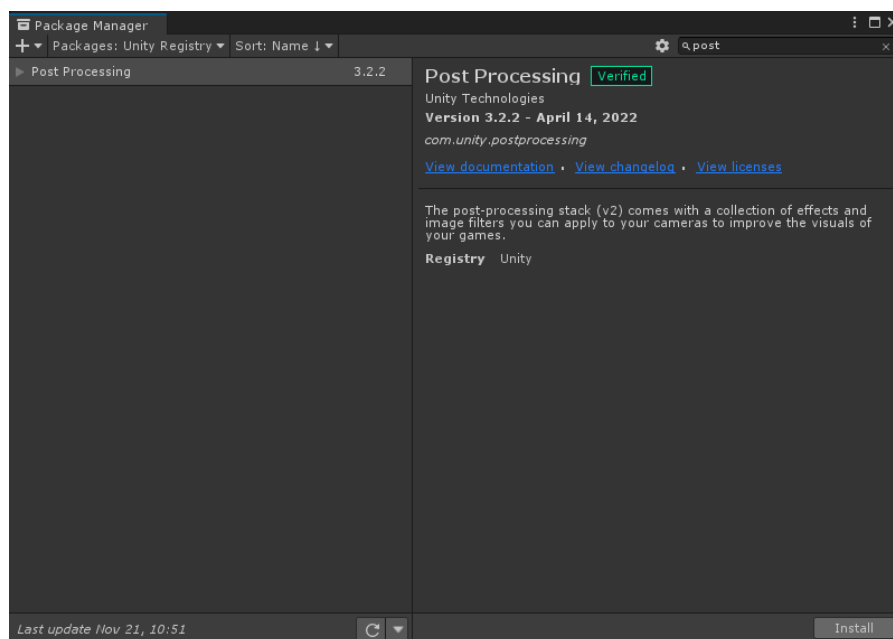 Package Manager
Packages: Unity Registry Sort: Name ↓ post
Post Processing 3.2.2
Post Processing Verified
Unity Technologies
Version 3.2.2 - April 14, 2022
com.unity.postprocessing
View documentation • View changelog • View licenses
The post-processing stack (v2) comes with a collection of effects and
image filters you can apply to your cameras to improve the visuals of
your games.
Registry Unity
Last update Nov 21, 10:51
Install